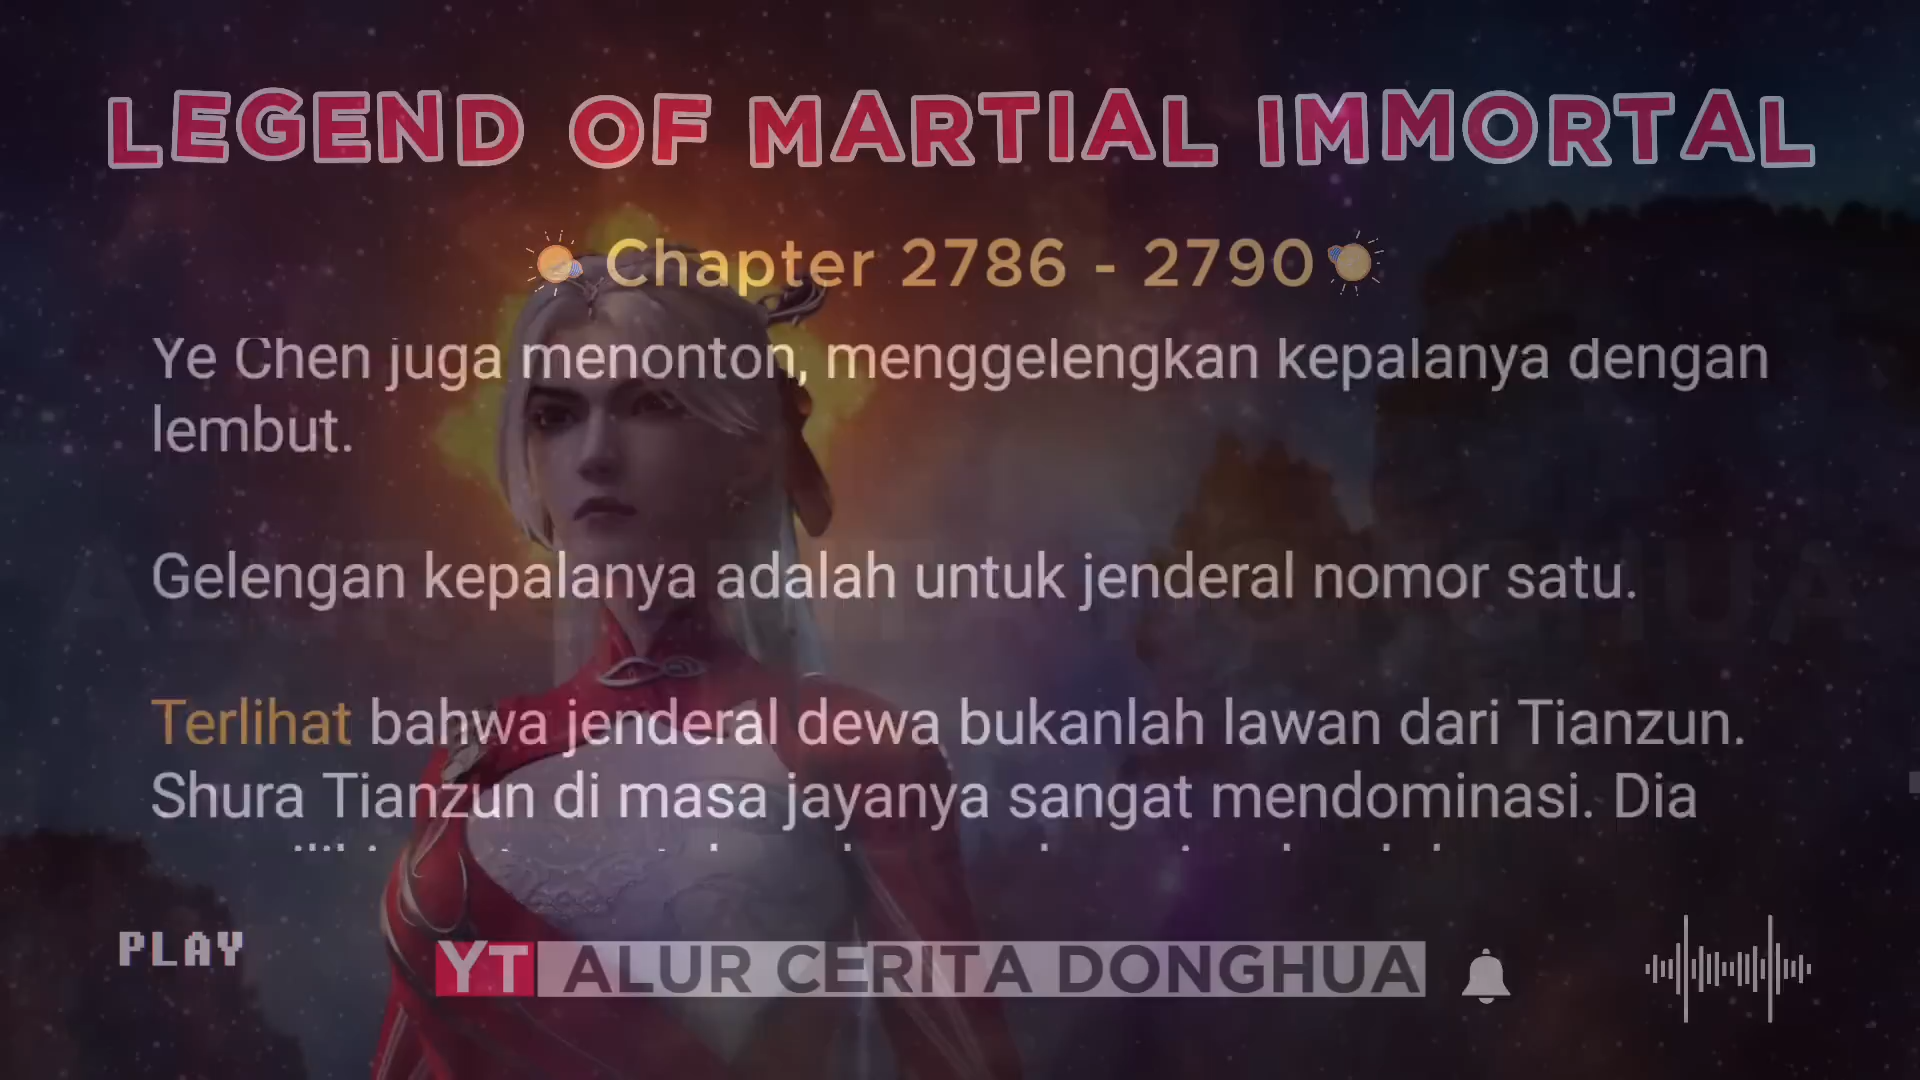 LEGEND OF MARTIAL IMMORTAL
Chapter 2786 - 2790
Ye Chen juga menonton, menggelengkan kepalanya dengan
lembut.
Gelengan kepalanya adalah untuk jenderal nomor satu.
Terlihat bahwa jenderal dewa bukanlah lawan dari Tianzun.
Shura Tianzun di masa jayanya sangat mendominasi. Dia
PLAY
YT ALUR CERITA DONGHUA